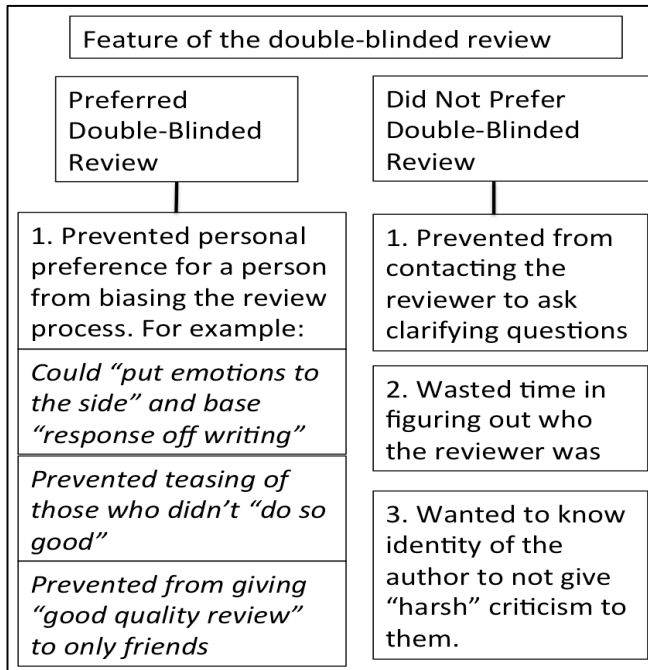 Feature of the double-blinded review
Preferred
Double-Blinded
Review
1. Prevented personal
preference for a person
from biasing the review
process. For example:
Could “put emotions to
the side” and base
“response off writing”
Prevented teasing of
those who didn’t “do so
good”
Prevented from giving
“good quality review”
to only friends
Did Not Prefer
Double-Blinded
Review
1. Prevented from
contacting the
reviewer to ask
clarifying questions
2. Wasted time in
figuring out who
the reviewer was
3. Wanted to know
identity of the
author to not give
“harsh” criticism to
them.